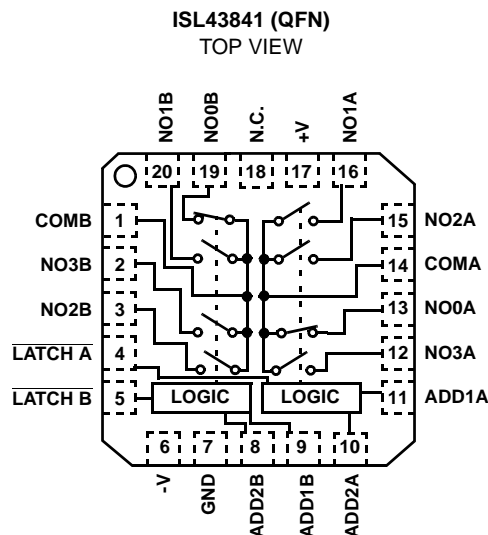 ISL43841 (QFN)
TOP VIEW
NO1B
NO0B
N.C.
+V
NO1A
20 19 18 17 16
COMB 1
15 NO2A
NO3B 2
14 COMA
NO2B 3
13 NO0A
LATCH A 4
12 NO3A
LATCH B 5
LOGIC LOGIC
11 ADD1A
6 7 8 9 10
-V
GND
ADD2B
ADD1B
ADD2A